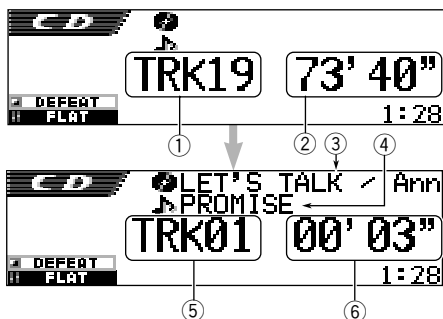 CD
TRK19 73' 40"
DEFEAT
FLAT 1:28
① ② ③ ④
CD LET'S TALK / Ann
PROMISE
TRK01 00' 03"
DEFEAT
FLAT 1:28
⑤ ⑥